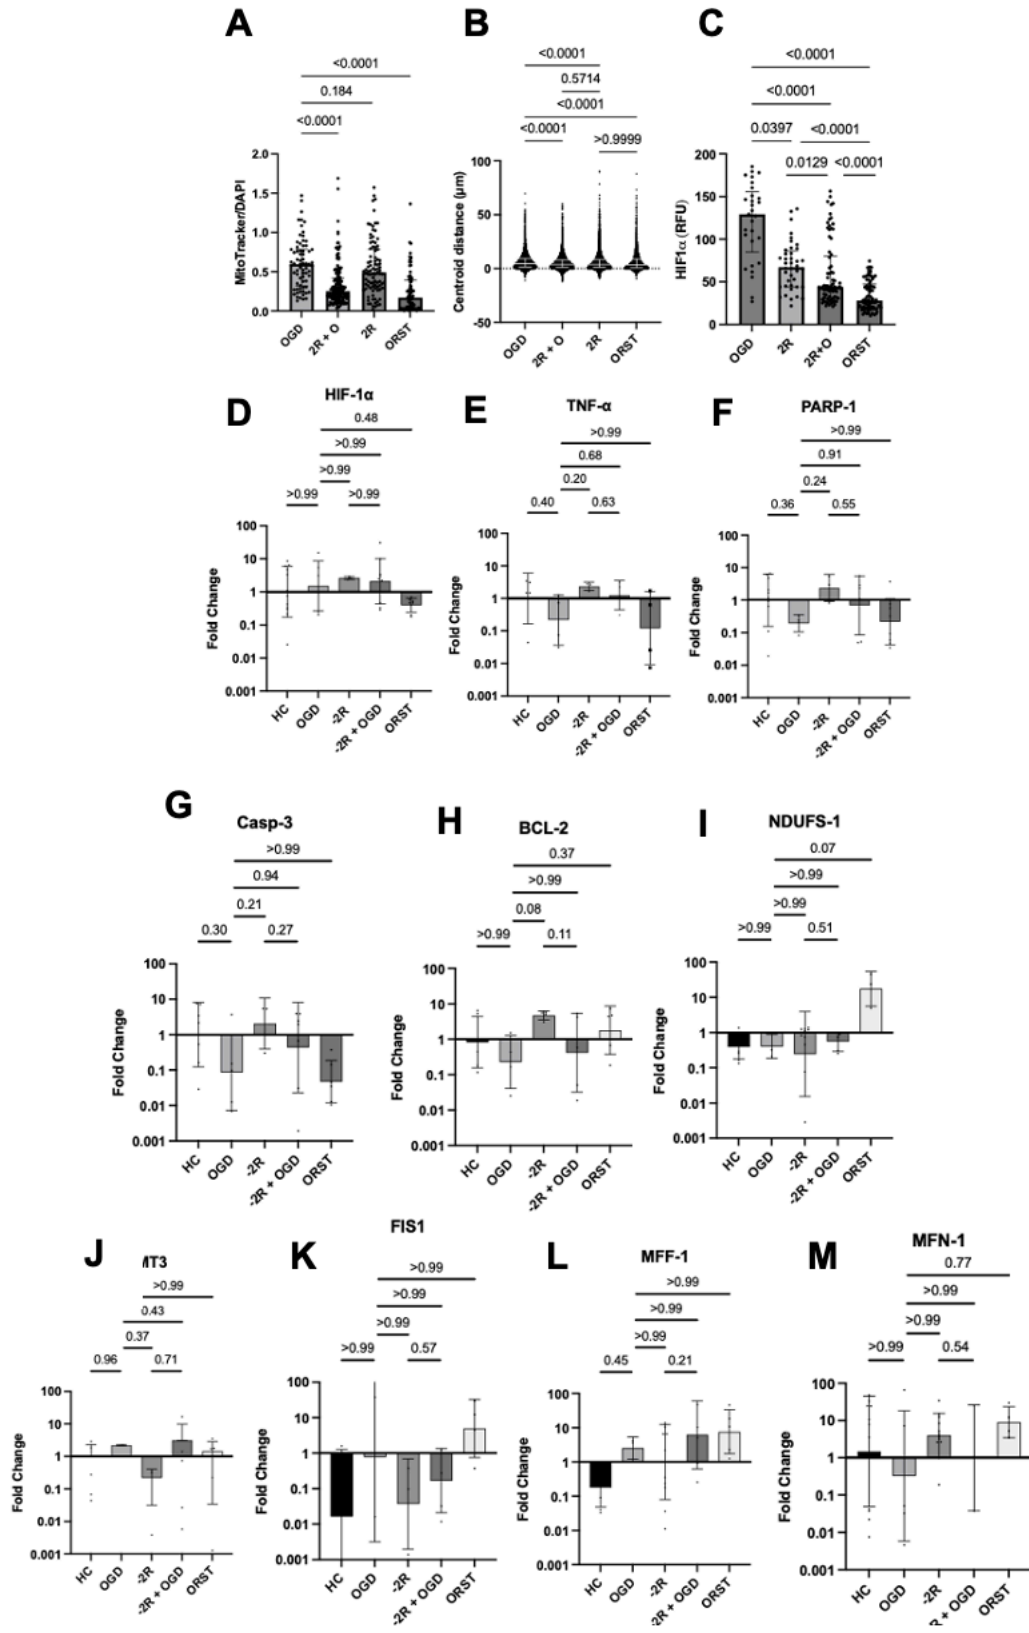 A
B
C
<0.0001
0.184
<0.0001
<0.0001
0.5714
<0.0001
<0.0001
>0.9999
<0.0001
<0.0001
0.0397
<0.0001
0.0129
<0.0001
MitoTracker/DAPI
2.0
1.5
1.0
0.5
0.0
OGD
2R + O
2R
ORST
Centroid distance (µm)
100
50
0
-50
OGD
2R + O
2R
ORST
HIF1α (RFU)
200
150
100
50
0
OGD
2R
2R+O
ORST
D
HIF-1α
0.48
>0.99
>0.99
>0.99
>0.99
Fold Change
100
10
1
0.1
0.01
0.001
HC
OGD
-2R
-2R + OGD
ORST
E
TNF-α
>0.99
0.68
0.20
0.40
0.63
Fold Change
100
10
1
0.1
0.01
0.001
HC
OGD
-2R
-2R + OGD
ORST
F
PARP-1
>0.99
0.91
0.24
0.36
0.55
Fold Change
100
10
1
0.1
0.01
0.001
HC
OGD
-2R
-2R + OGD
ORST
G
Casp-3
>0.99
0.94
0.21
0.30
0.27
Fold Change
100
10
1
0.1
0.01
0.001
HC
OGD
-2R
-2R + OGD
ORST
H
BCL-2
0.37
>0.99
0.08
>0.99
0.11
Fold Change
100
10
1
0.1
0.01
0.001
HC
OGD
-2R
-2R + OGD
ORST
I
NDUFS-1
0.07
>0.99
>0.99
>0.99
0.51
Fold Change
100
10
1
0.1
0.01
0.001
HC
OGD
-2R
-2R + OGD
ORST
J
MT3
>0.99
0.43
0.37
0.96
0.71
Fold Change
100
10
1
0.1
0.01
0.001
HC
OGD
-2R
-2R + OGD
ORST
K
FIS1
>0.99
>0.99
>0.99
>0.99
0.57
Fold Change
100
10
1
0.1
0.01
0.001
HC
OGD
-2R
-2R + OGD
ORST
L
MFF-1
>0.99
>0.99
>0.99
0.45
0.21
Fold Change
100
10
1
0.1
0.01
0.001
HC
OGD
-2R
-2R + OGD
ORST
M
MFN-1
0.77
>0.99
>0.99
>0.99
0.54
Fold Change
100
10
1
0.1
0.01
0.001
HC
OGD
-2R
R + OGD
ORST